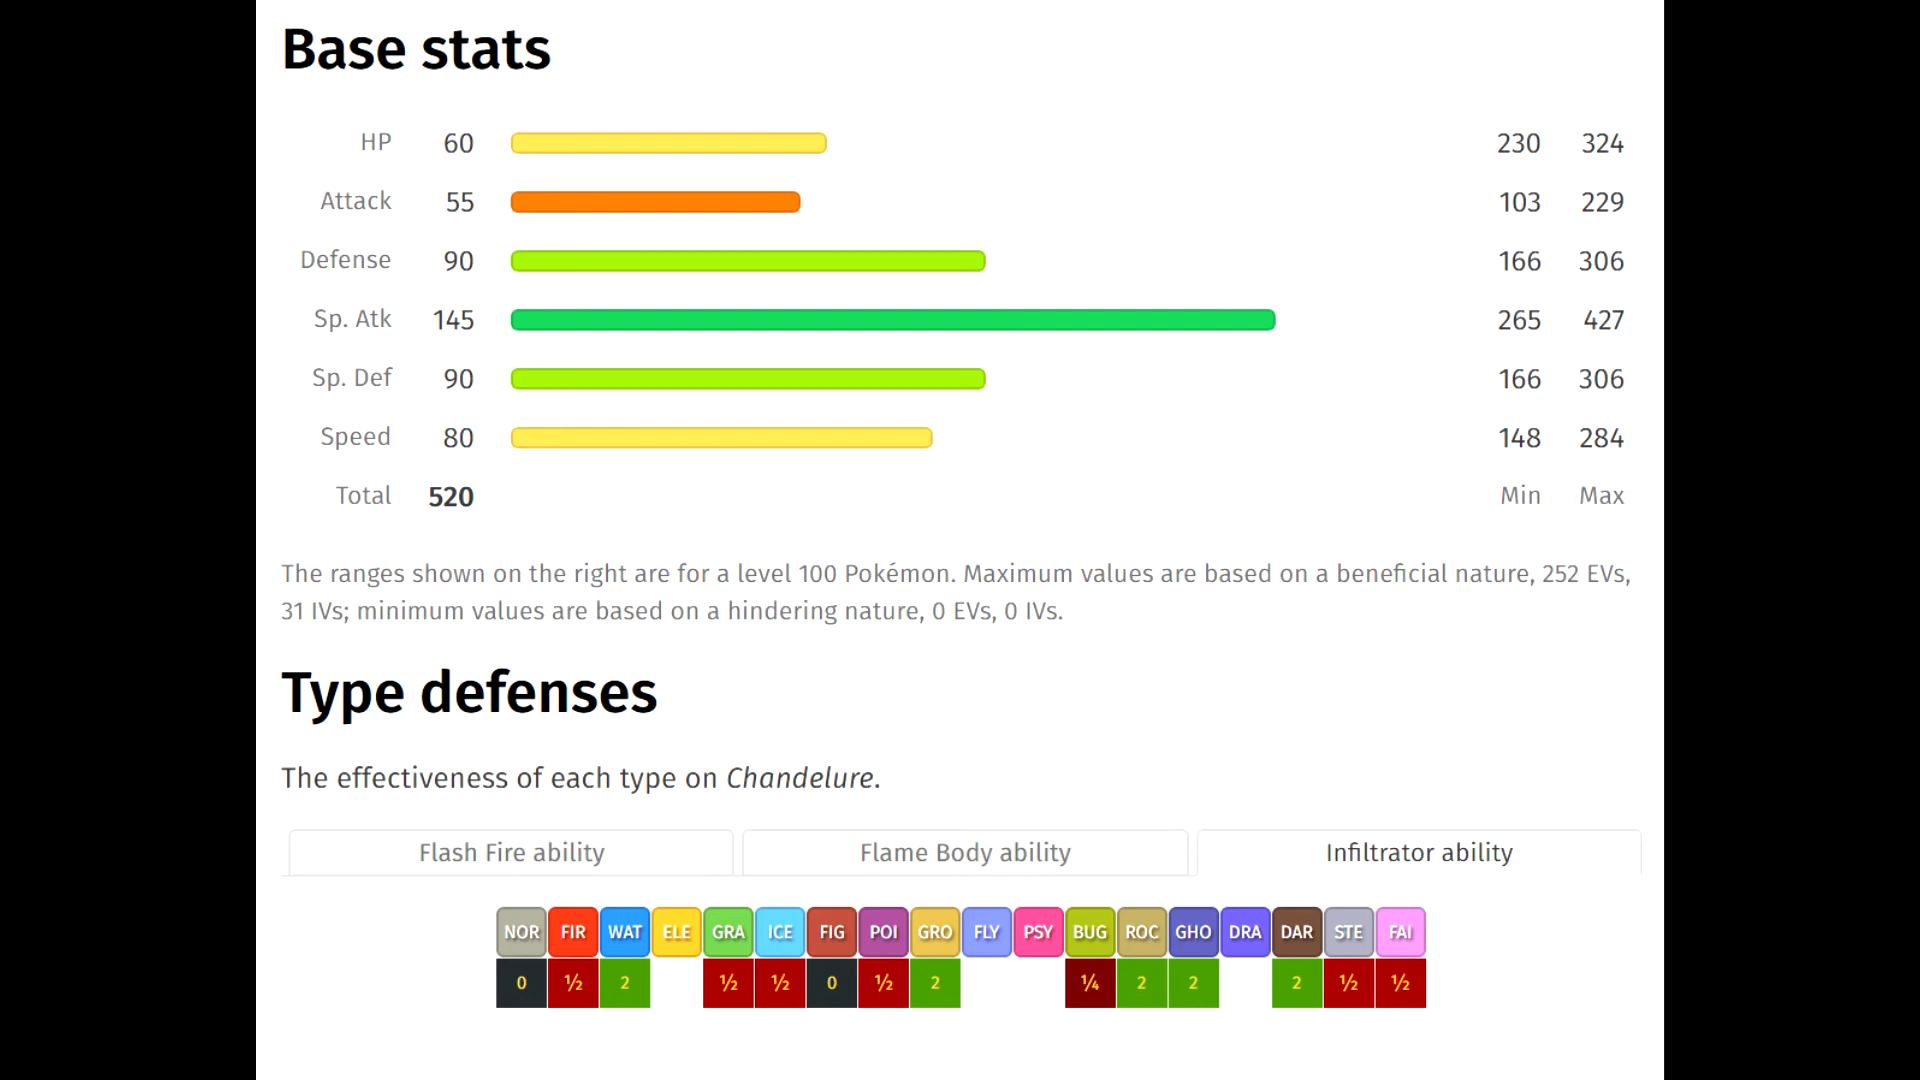 Base stats
HP 60 230 324
Attack 55 103 229
Defense 90 166 306
Sp. Atk 145 265 427
Sp. Def 90 166 306
Speed 80 148 284
Total 520 Min Max
The ranges shown on the right are for a level 100 Pokémon. Maximum values are based on a beneficial nature, 252 EVs,
31 IVs; minimum values are based on a hindering nature, 0 EVs, 0 IVs.
Type defenses
The effectiveness of each type on Chandelure.
Flash Fire ability Flame Body ability Infiltrator ability
NOR FIR WAT ELE GRA ICE FIG POI GRO FLY PSY BUG ROC GHO DRA DAR STE FAI
0 ½ 2 ½ ½ 0 ½ 2 ¼ 2 2 2 ½ ½